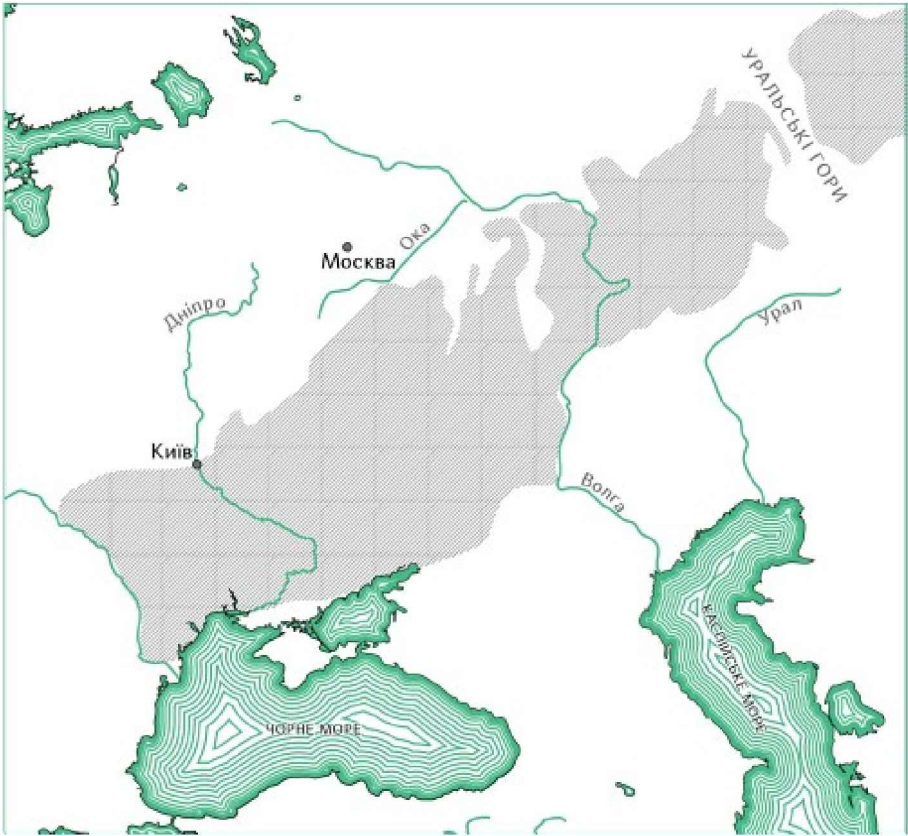 УРАЛЬСЬКІ ГОРИ
Ока
Москва
Дніпро
Урал
Київ
Волга
КАСПІЙСЬКЕ МОРЕ
ЧОРНЕ МОРЕ